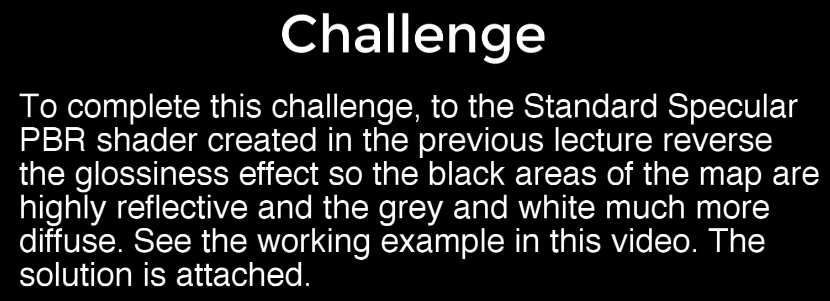 Challenge
To complete this challenge, to the Standard Specular
PBR shader created in the previous lecture reverse
the glossiness effect so the black areas of the map are
highly reflective and the grey and white much more
diffuse. See the working example in this video. The
solution is attached.